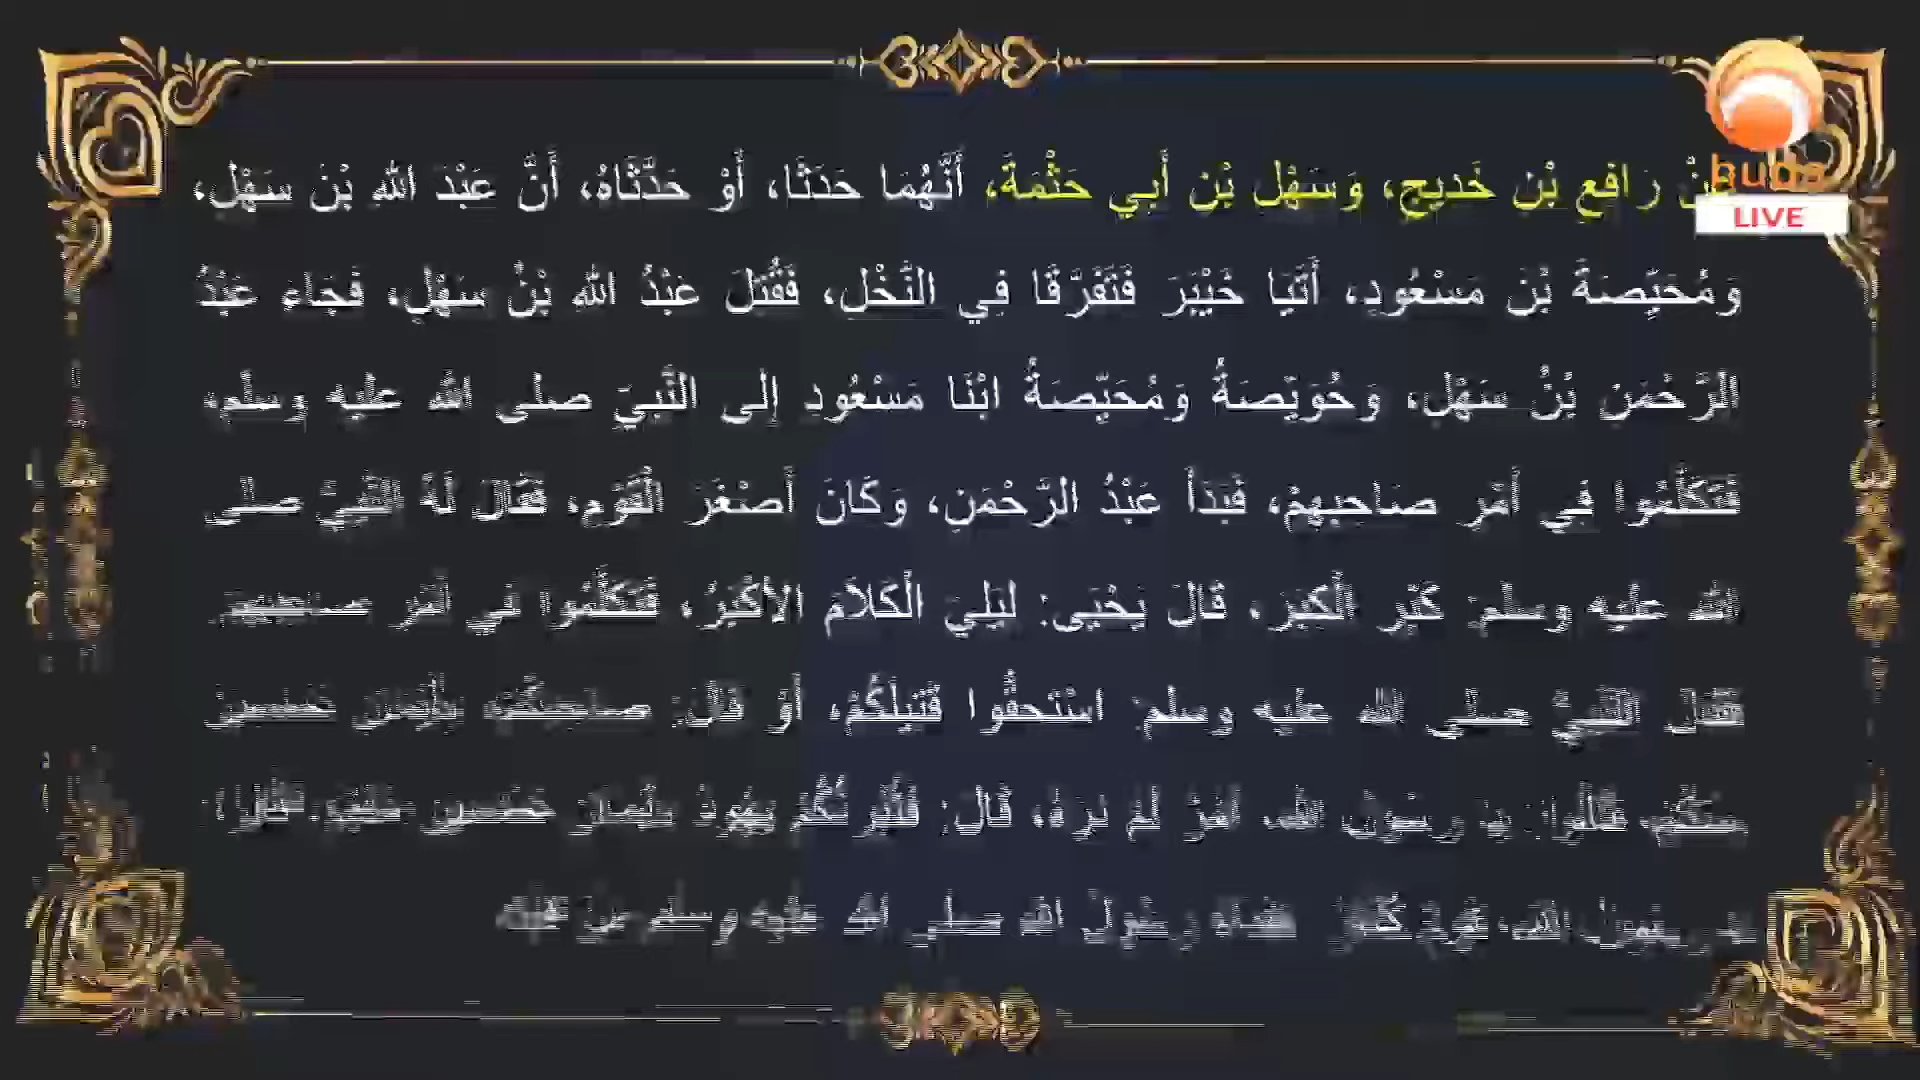 huda
LIVE
رَافِعِ بْنِ خَدِيجٍ، وَسَهْلِ بْنِ أَبِي حَثْمَةَ، أَنَّهُمَا حَدَثَا، أَوْ حَدَّثَاهُ، أَنَّ عَبْدَ اللهِ بْنَ سَهْلٍ،
وَمُحَيِّصَةَ بْنَ مَسْعُودٍ، أَتَيَا خَيْبَرَ فَتَفَرَّقَا فِي النَّخْلِ، فَقُتِلَ عَبْدُ اللهِ بْنُ سَهْلٍ، فَجَاءَ عَبْدُ
الرَّحْمَنِ بْنُ سَهْلٍ، وَحُوَيِّصَةُ وَمُحَيِّصَةُ ابْنَا مَسْعُودٍ إِلَى النَّبِيِّ صلى الله عليه وسلم،
فَتَكَلَّمُوا فِي أَمْرِ صَاحِبِهِمْ، فَبَدَأَ عَبْدُ الرَّحْمَنِ، وَكَانَ أَصْغَرَ الْقَوْمِ، فَقَالَ لَهُ النَّبِيُّ صلى
الله عليه وسلم: كَبِّرِ الْكُبْرَ، قَالَ يَحْيَى: لِيَلِيَ الْكَلَامَ الأَكْبَرُ، فَتَكَلَّمُوا فِي أَمْرِ صَاحِبِهِمْ
فَقَالَ النَّبِيُّ صلى الله عليه وسلم: اسْتَحِقُّوا قَتِيلَكُمْ، أَوْ قَالَ: صَاحِبَكُمْ، بِأَيْمَانِ خَمْسِينَ
مِنْكُمْ، قَالُوا: يَا رَسُولَ اللهِ، أَمْرٌ لَمْ نَرَهُ، قَالَ: فَتُبْرِئُكُمْ يَهُودُ بِأَيْمَانِ خَمْسِينَ مِنْهُمْ، قَالُوا:
يَا رَسُولَ اللهِ، قَوْمٌ كُفَّارٌ فَفَدَاهُ رَسُولُ اللهِ صلى الله عليه وسلم مِنْ قِبَلِهِ